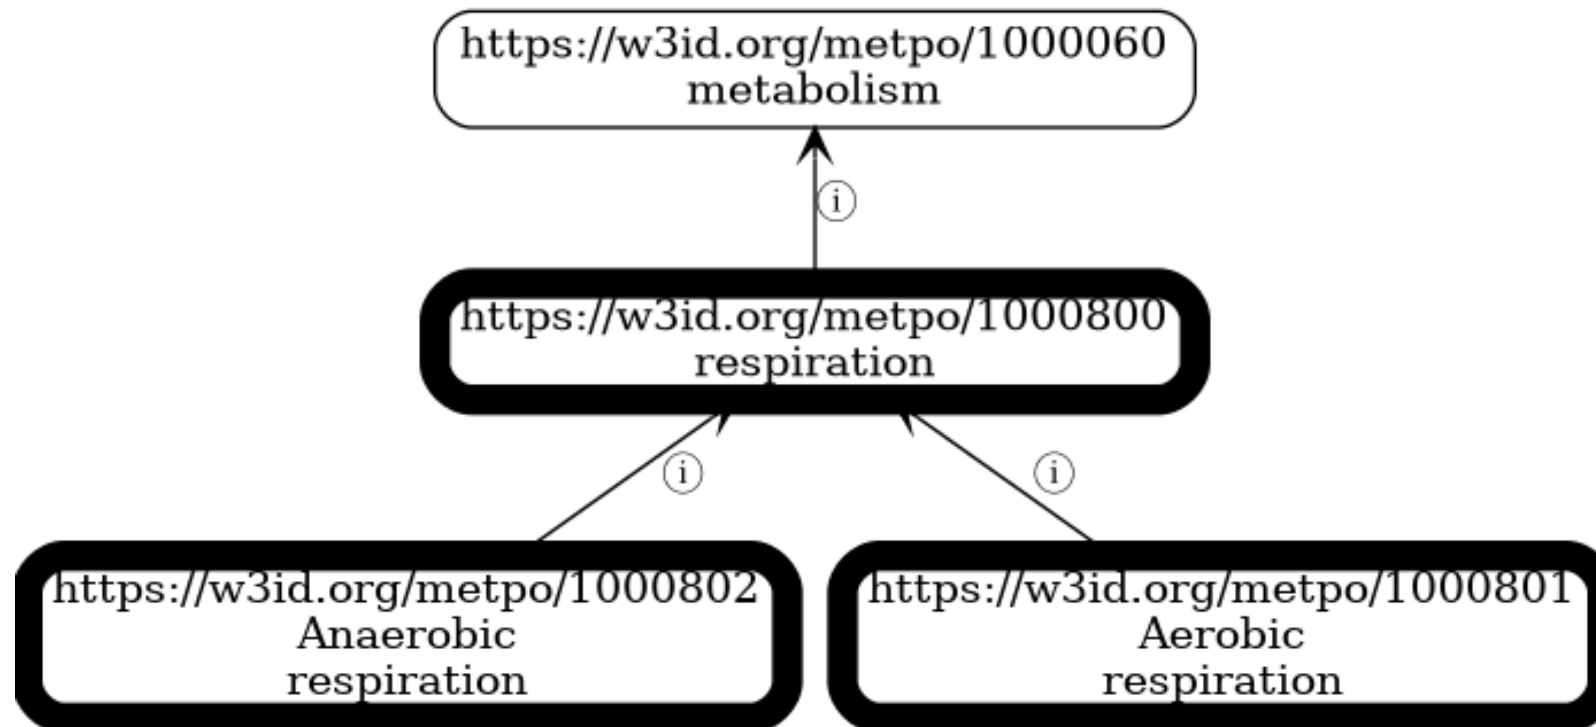 https://w3id.org/metpo/1000060
metabolism
i
https://w3id.org/metpo/1000800
respiration
i
i
https://w3id.org/metpo/1000802
Anaerobic
respiration
https://w3id.org/metpo/1000801
Aerobic
respiration